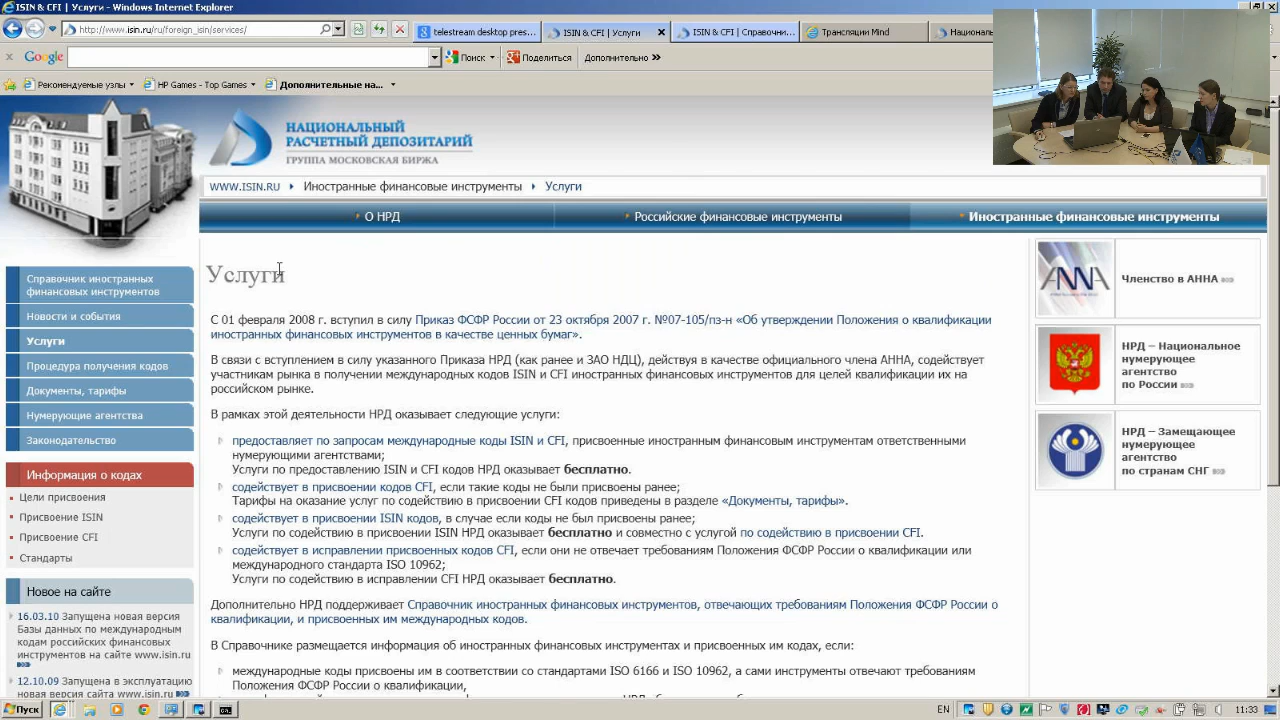 ISIN & CFI | Услуги - Windows Internet Explorer
http://www.isin.ru/ru/foreign_isin/services/
telestream desktop pres...
ISIN & CFI | Услуги
ISIN & CFI | Справочни...
Трансляции Mind
Национал
Google
Поиск
Поделиться
Дополнительно »
Рекомендуемые узлы
HP Games - Top Games
Дополнительные на...
НАЦИОНАЛЬНЫЙ
РАСЧЕТНЫЙ ДЕПОЗИТАРИЙ
ГРУППА МОСКОВСКАЯ БИРЖА
WWW.ISIN.RU
Иностранные финансовые инструменты
Услуги
О НРД
Российские финансовые инструменты
Иностранные финансовые инструменты
Справочник иностранных
финансовых инструментов
Новости и события
Услуги
Процедура получения кодов
Документы, тарифы
Нумерующие агентства
Законодательство
Информация о кодах
Цели присвоения
Присвоение ISIN
Присвоение CFI
Стандарты
Новое на сайте
16.03.10 Запущена новая версия
Базы данных по международным
кодам российских финансовых
инструментов на сайте www.isin.ru
12.10.09 Запущена в эксплуатацию
новая версия сайта www.isin.ru
Услуги
С 01 февраля 2008 г. вступил в силу Приказ ФСФР России от 23 октября 2007 г. №07-105/пз-н «Об утверждении Положения о квалификации
иностранных финансовых инструментов в качестве ценных бумаг».
В связи с вступлением в силу указанного Приказа НРД (как ранее и ЗАО НДЦ), действуя в качестве официального члена АННА, содействует
участникам рынка в получении международных кодов ISIN и CFI иностранных финансовых инструментов для целей квалификации их на
российском рынке.
В рамках этой деятельности НРД оказывает следующие услуги:
предоставляет по запросам международные коды ISIN и CFI, присвоенные иностранным финансовым инструментам ответственными
нумерующими агентствами;
Услуги по предоставлению ISIN и CFI кодов НРД оказывает бесплатно.
содействует в присвоении кодов CFI, если такие коды не были присвоены ранее;
Тарифы на оказание услуг по содействию в присвоении CFI кодов приведены в разделе «Документы, тарифы».
содействует в присвоении ISIN кодов, в случае если коды не был присвоены ранее;
Услуги по содействию в присвоении ISIN НРД оказывает бесплатно и совместно с услугой по содействию в присвоении CFI.
содействует в исправлении присвоенных кодов CFI, если они не отвечает требованиям Положения ФСФР России о квалификации или
международного стандарта ISO 10962;
Услуги по содействию в исправлении CFI НРД оказывает бесплатно.
Дополнительно НРД поддерживает Справочник иностранных финансовых инструментов, отвечающих требованиям Положения ФСФР России о
квалификации, и присвоенных им международных кодов.
В Справочнике размещается информация об иностранных финансовых инструментах и присвоенных им кодах, если:
международные коды присвоены им в соответствии со стандартами ISO 6166 и ISO 10962, а сами инструменты отвечают требованиям
Положения ФСФР России о квалификации,
ANNA
Членство в АННА
НРД – Национальное
нумерующее
агентство
по России
НРД – Замещающее
нумерующее
агентство
по странам СНГ
Пуск
EN
11:33